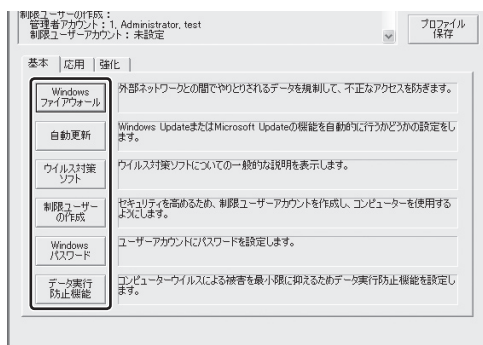 制限ユーザーの作成：
管理者アカウント：1, Administrator, test
制限ユーザーアカウント：未設定
プロファイル
保存
基本 応用 強化
Windows
ファイアウォール
外部ネットワークとの間でやりとりされるデータを規制して、不正なアクセスを防ぎます。
自動更新
Windows UpdateまたはMicrosoft Updateの機能を自動的に行うかどうかの設定をし
ます。
ウイルス対策
ソフト
ウイルス対策ソフトについての一般的な説明を表示します。
制限ユーザー
の作成
セキュリティを高めるため、制限ユーザーアカウントを作成し、コンピューターを使用する
ようにします。
Windows
パスワード
ユーザーアカウントにパスワードを設定します。
データ実行
防止機能
コンピューターウイルスによる被害を最小限に抑えるためデータ実行防止機能を設定し
ます。